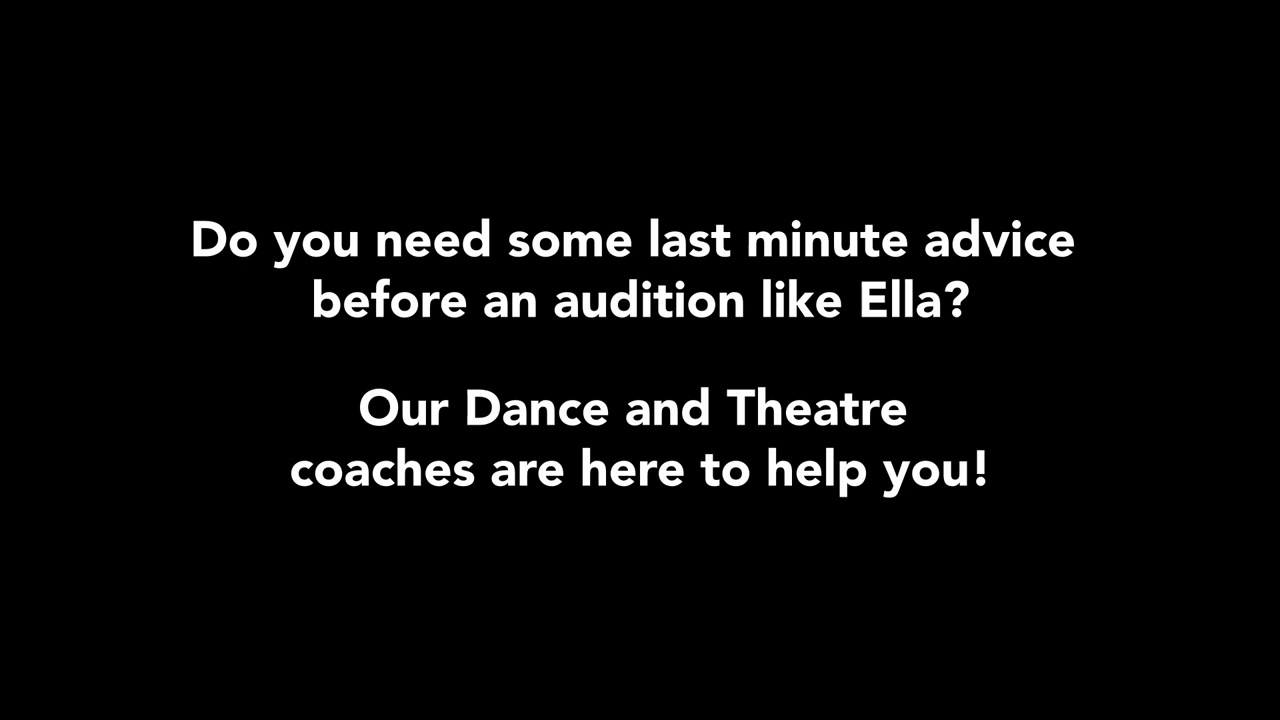 Do you need some last minute advice
before an audition like Ella?
Our Dance and Theatre
coaches are here to help you!